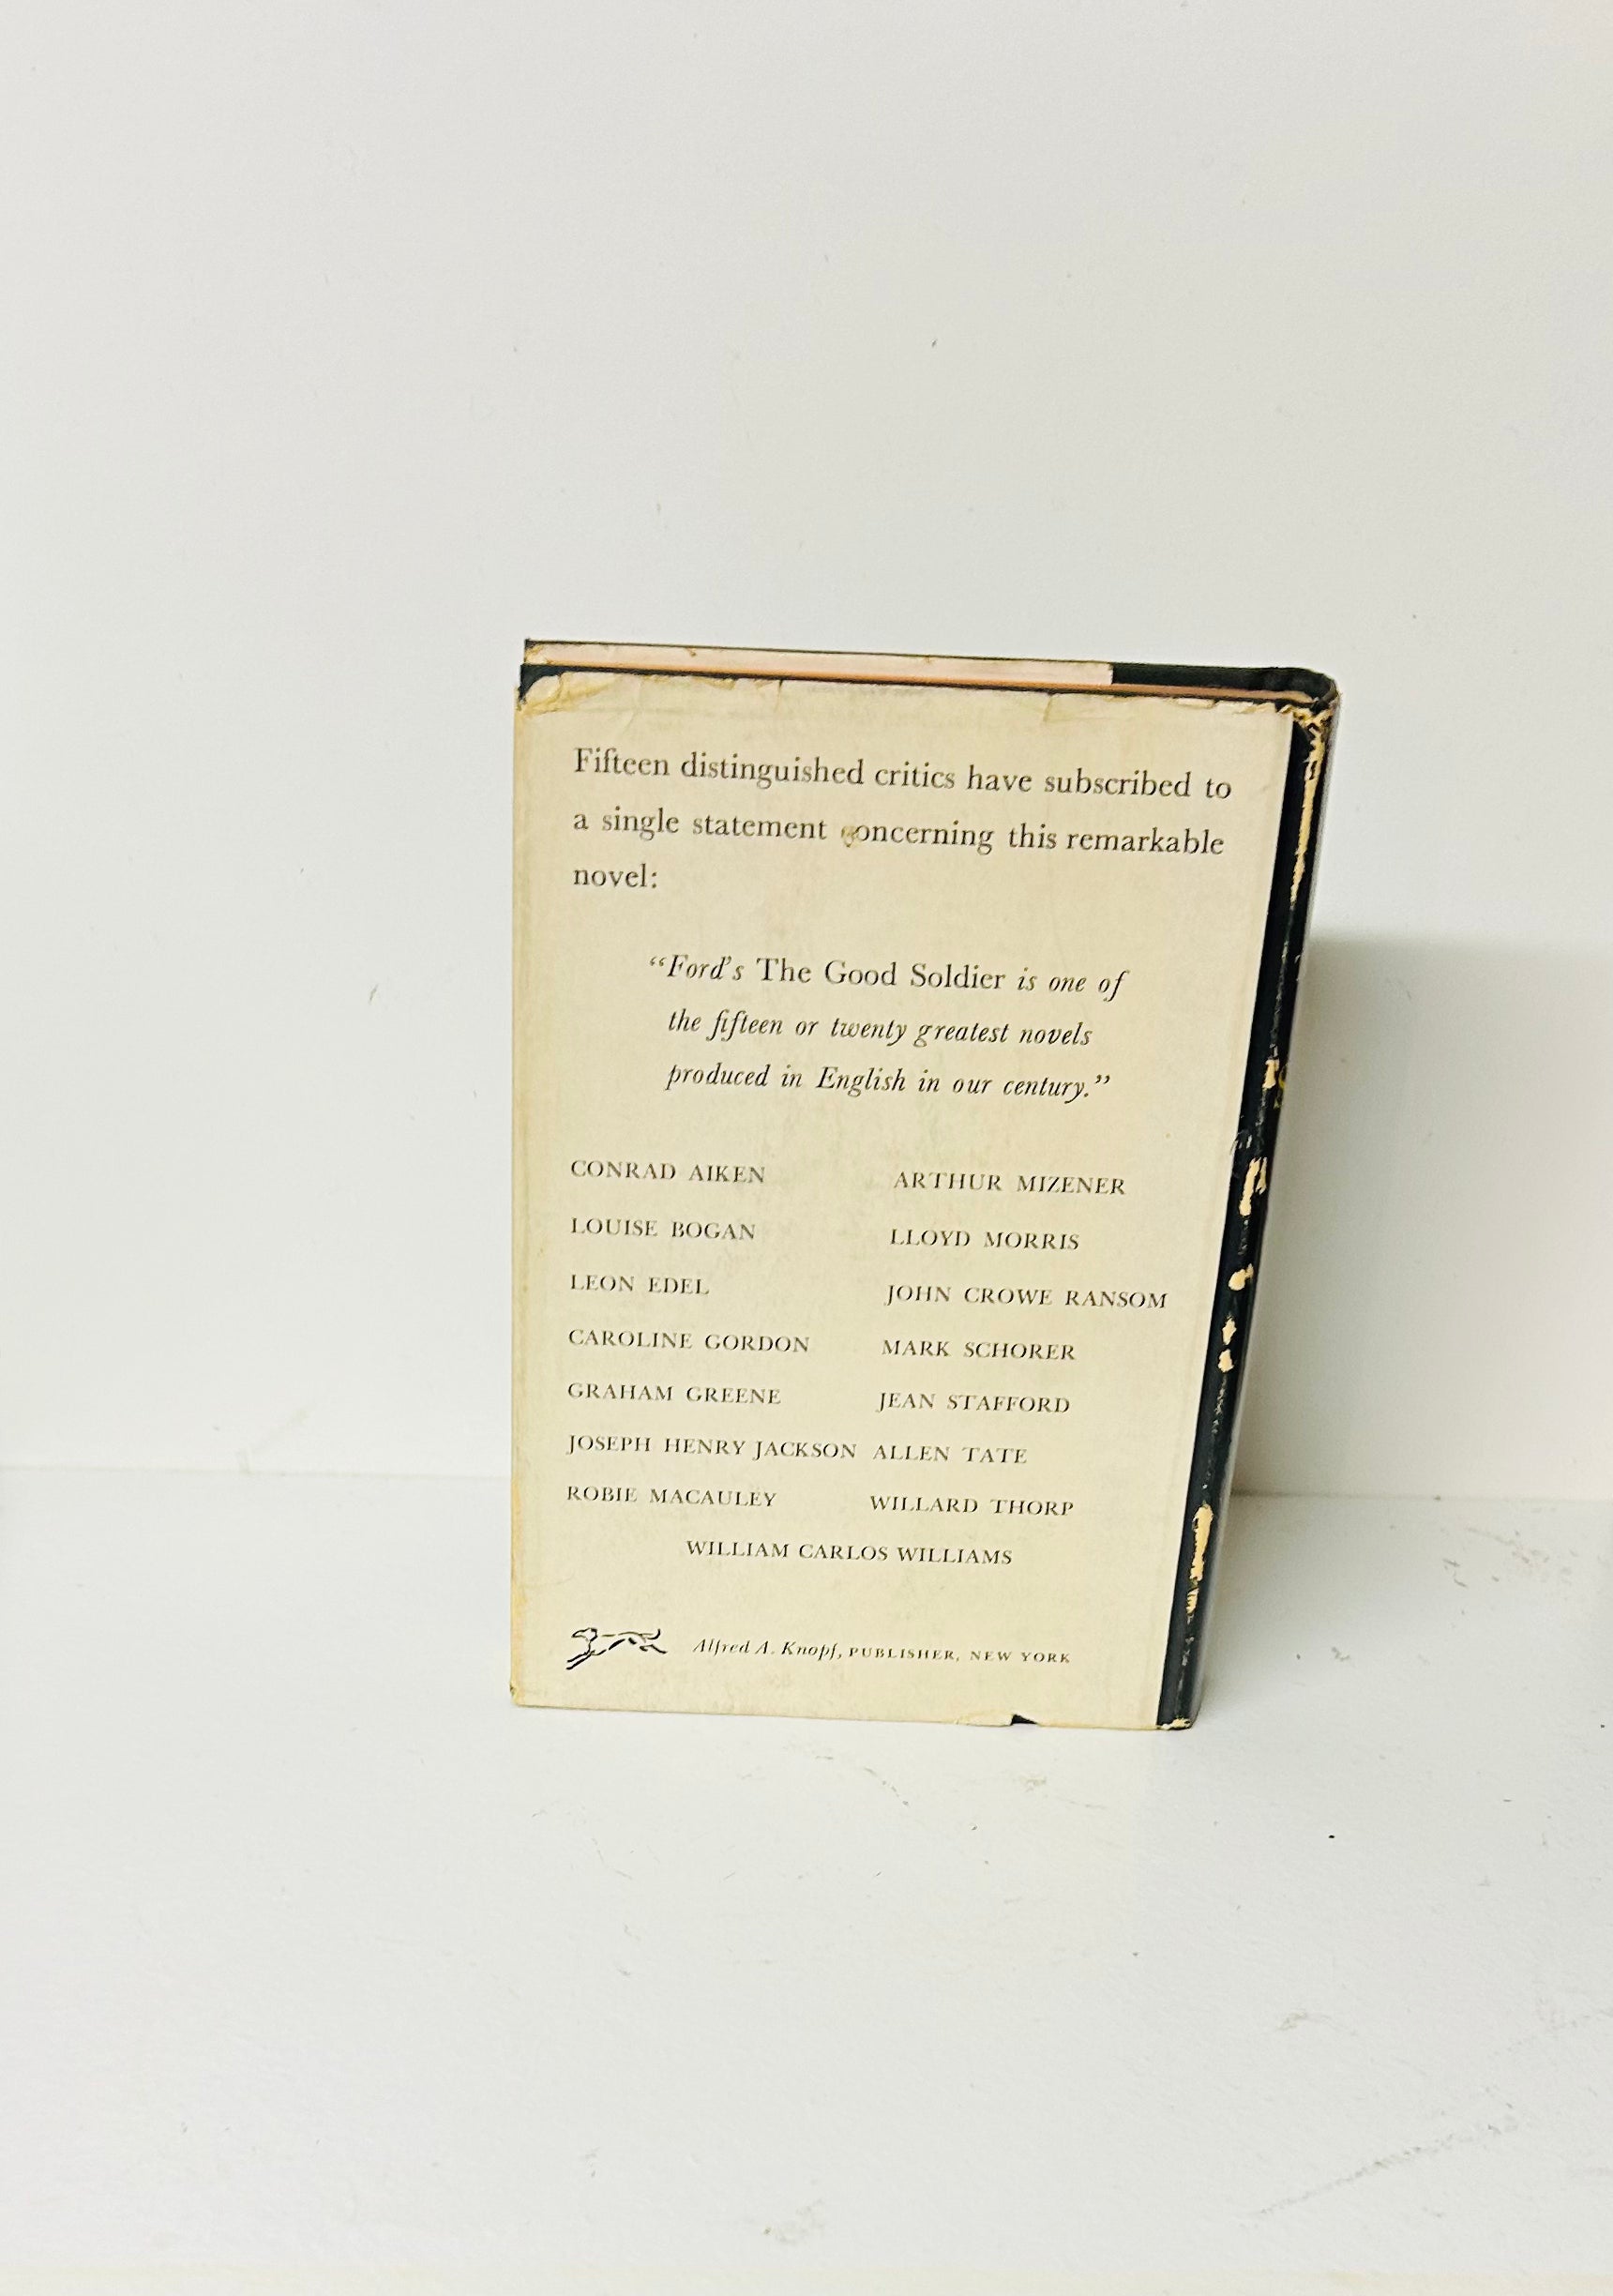 Fifteen distinguished critics have subscribed to
a single statement concerning this remarkable
novel:
“Ford’s The Good Soldier is one of
the fifteen or twenty greatest novels
produced in English in our century.”
CONRAD AIKEN ARTHUR MIZENER
LOUISE BOGAN LLOYD MORRIS
LEON EDEL JOHN CROWE RANSOM
CAROLINE GORDON MARK SCHORER
GRAHAM GREENE JEAN STAFFORD
JOSEPH HENRY JACKSON ALLEN TATE
ROBIE MACAULEY WILLARD THORP
WILLIAM CARLOS WILLIAMS
Alfred A. Knopf, PUBLISHER, NEW YORK